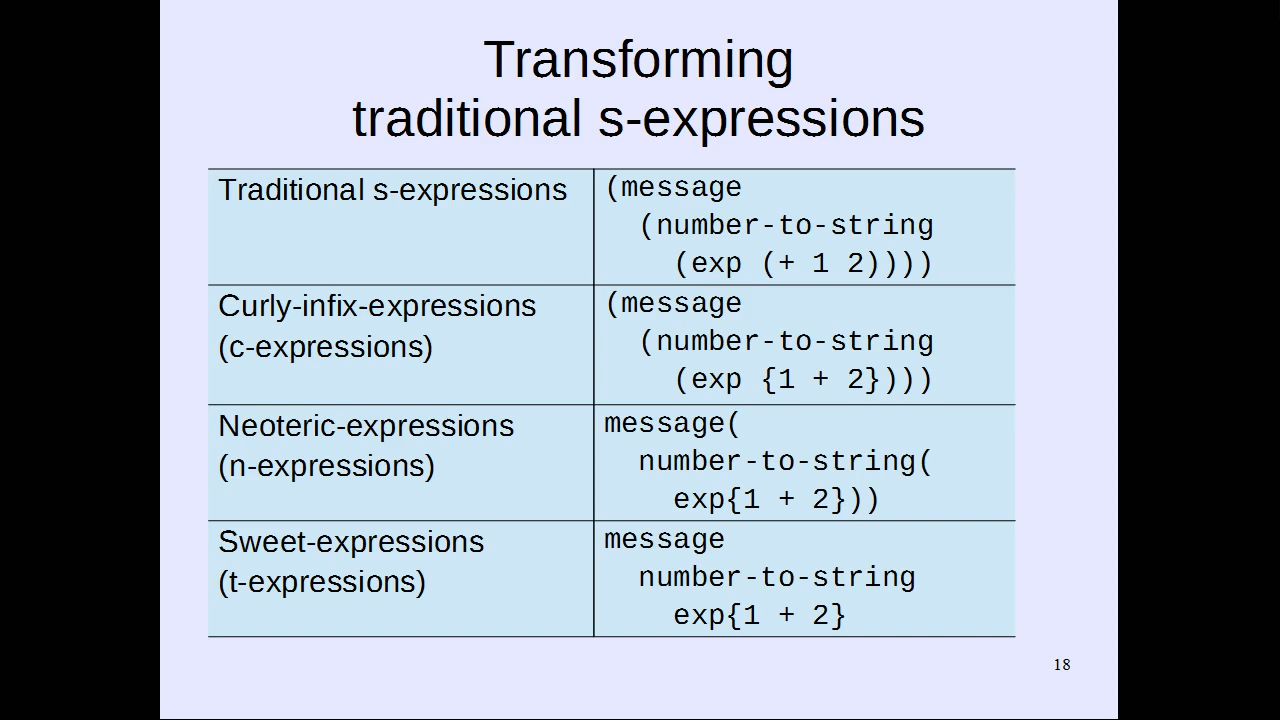 Transforming
traditional s-expressions
Traditional s-expressions
(message
(number-to-string
(exp (+ 1 2))))
Curly-infix-expressions
(c-expressions)
(message
(number-to-string
(exp {1 + 2})))
Neoteric-expressions
(n-expressions)
message(
number-to-string(
exp{1 + 2}))
Sweet-expressions
(t-expressions)
message
number-to-string
exp{1 + 2}
18